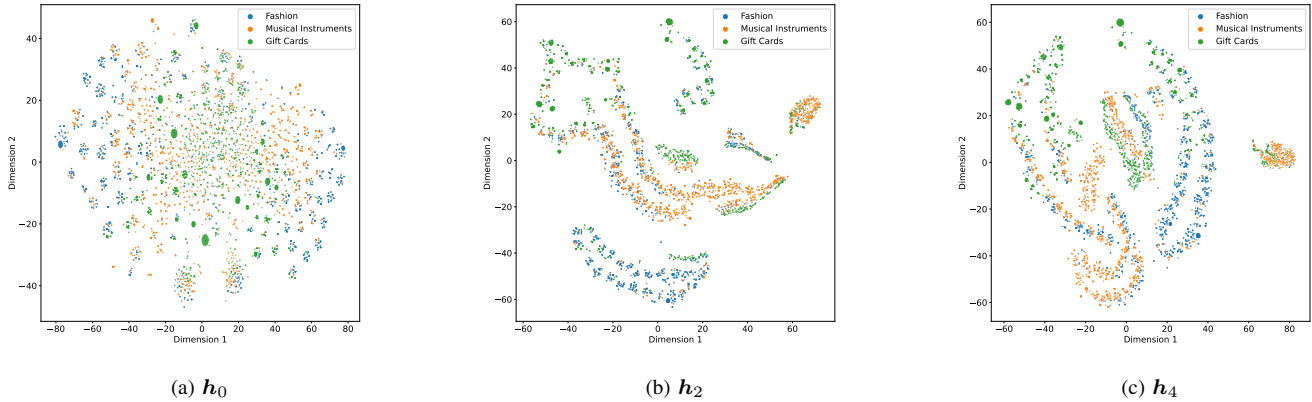 Fashion
Musical Instruments
Gift Cards
40
20
0
−20
−40
Dimension 2
−80 −60 −40 −20 0 20 40 60 80
Dimension 1
(a) h0
Fashion
Musical Instruments
Gift Cards
60
40
20
0
−20
−40
−60
Dimension 2
−60 −40 −20 0 20 40 60
Dimension 1
(b) h2
Fashion
Musical Instruments
Gift Cards
60
40
20
0
−20
−40
−60
Dimension 2
−60 −40 −20 0 20 40 60 80
Dimension 1
(c) h4